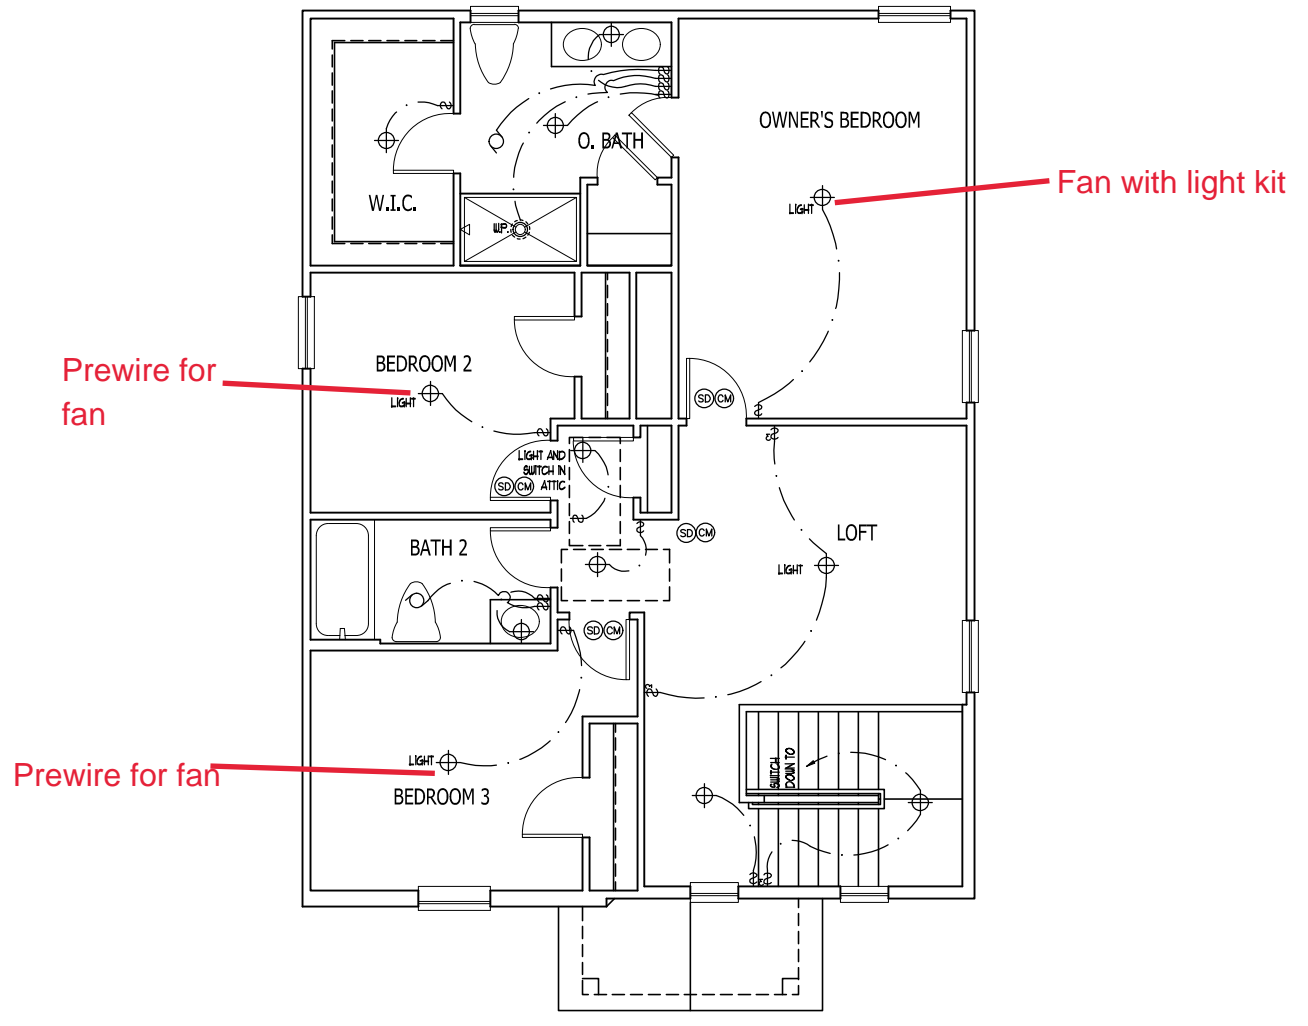 O. BATH
OWNER'S BEDROOM
Fan with light kit
LIGHT
W.I.C.
W.P.
BEDROOM 2
Prewire for
fan
LIGHT
SD CM
LIGHT AND
SWITCH IN
ATTIC
SD CM
SD CM
LOFT
BATH 2
LIGHT
SD CM
LIGHT
Prewire for fan
BEDROOM 3
SWITCH
DOWN TO